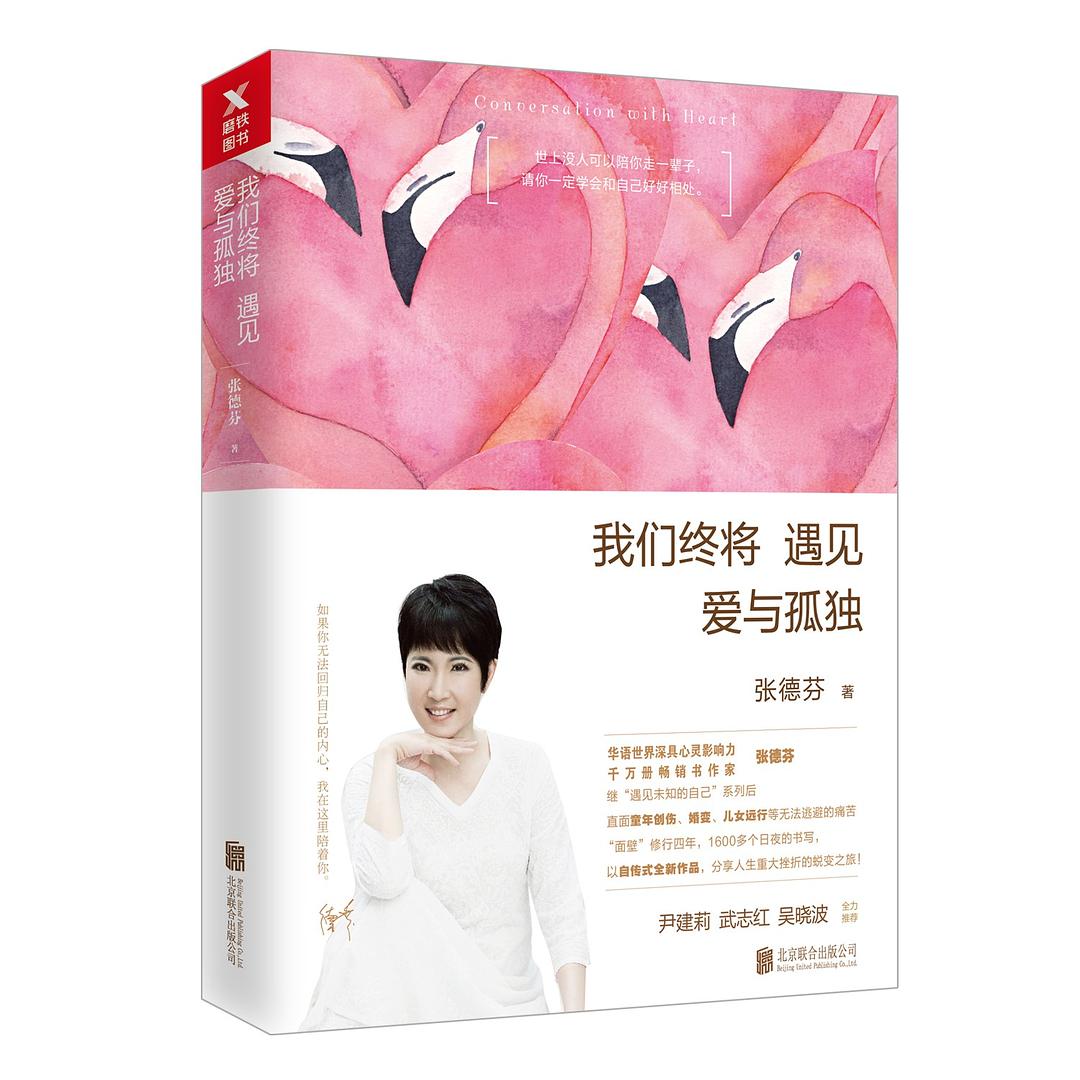 磨铁
图书
我们终将 遇见
爱与孤独
张德芬
著
北京联合出版公司
Beijing United Publishing Co.,Ltd.
Conversation with Heart
世上没人可以陪你走一辈子，
请你一定学会和自己好好相处。
我们终将 遇见
爱与孤独
张德芬 著
如果你无法回归自己的内心，我在这里陪着你。
德芬
华语世界深具心灵影响力
千万册畅销书作家
张德芬
继“遇见未知的自己”系列后
直面童年创伤、婚变、儿女远行等无法逃避的痛苦
“面壁”修行四年，1600多个日夜的书写，
以自传式全新作品，分享人生重大挫折的蜕变之旅！
尹建莉 武志红 吴晓波 全力
推荐
北京联合出版公司
Beijing United Publishing Co.,Ltd.